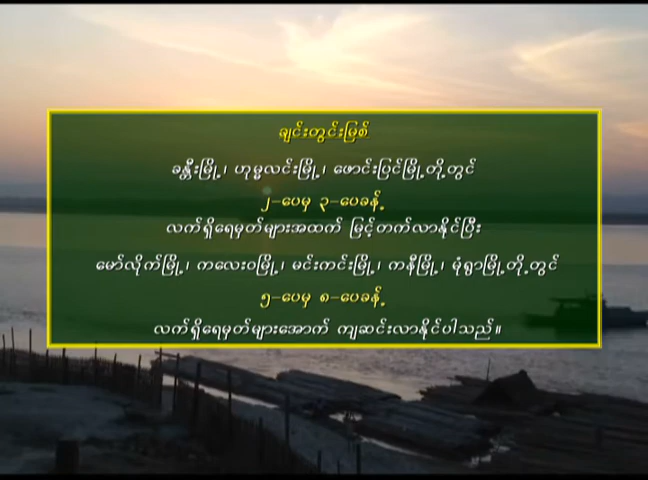 ချင်းတွင်းမြစ်
ခန္တီးမြို့၊ ဟုမ္မလင်းမြို့၊ ဖောင်းပြင်မြို့တို့တွင်
၂-ပေမှ ၃-ပေခန့်
လက်ရှိရေမှတ်များအထက် မြင့်တက်လာနိုင်ပြီး
မော်လိုက်မြို့၊ ကလေးဝမြို့၊ မင်းကင်းမြို့၊ ကနီမြို့၊ မုံရွာမြို့တို့တွင်
၅-ပေမှ ၈-ပေခန့်
လက်ရှိရေမှတ်များအောက် ကျဆင်းလာနိုင်ပါသည်။